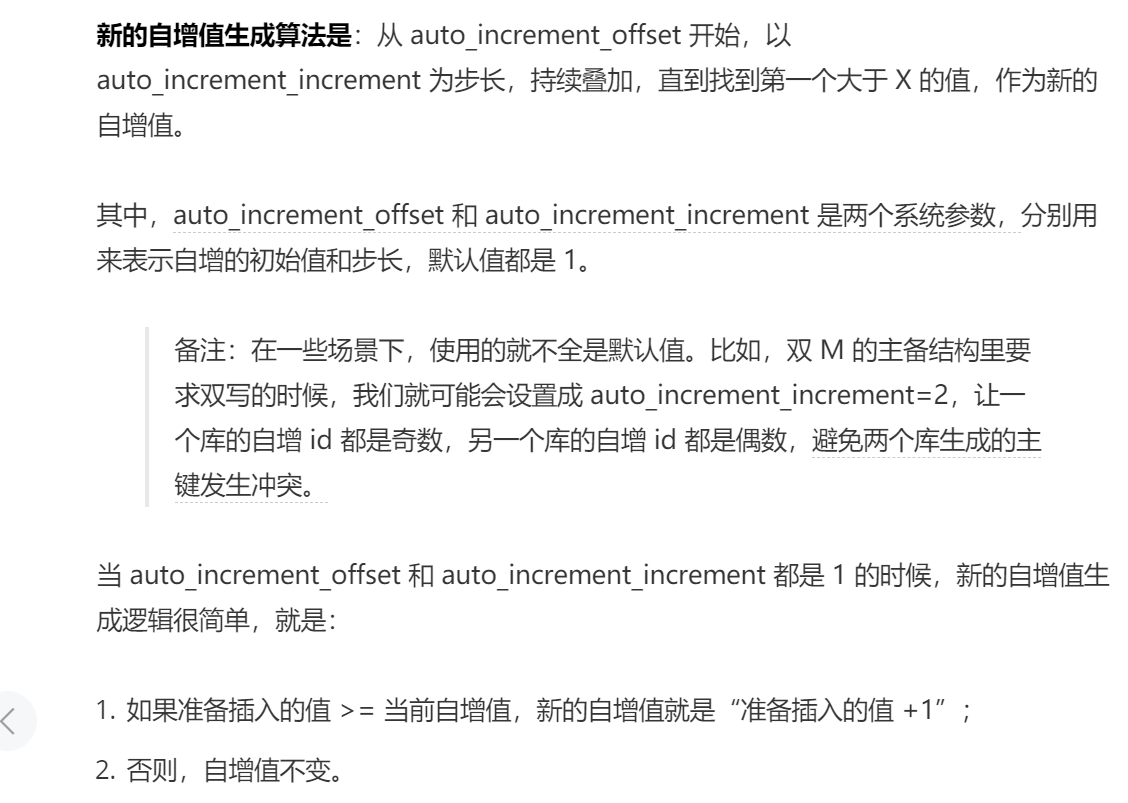 新的自增值生成算法是：从 auto_increment_offset 开始，以
auto_increment_increment 为步长，持续叠加，直到找到第一个大于 X 的值，作为新的
自增值。
其中，auto_increment_offset 和 auto_increment_increment 是两个系统参数，分别用
来表示自增的初始值和步长，默认值都是 1。
备注：在一些场景下，使用的就不全是默认值。比如，双 M 的主备结构里要
求双写的时候，我们就可能会设置成 auto_increment_increment=2，让一
个库的自增 id 都是奇数，另一个库的自增 id 都是偶数，避免两个库生成的主
键发生冲突。
当 auto_increment_offset 和 auto_increment_increment 都是 1 的时候，新的自增值生
成逻辑很简单，就是：
1. 如果准备插入的值 >= 当前自增值，新的自增值就是“准备插入的值 +1”；
2. 否则，自增值不变。